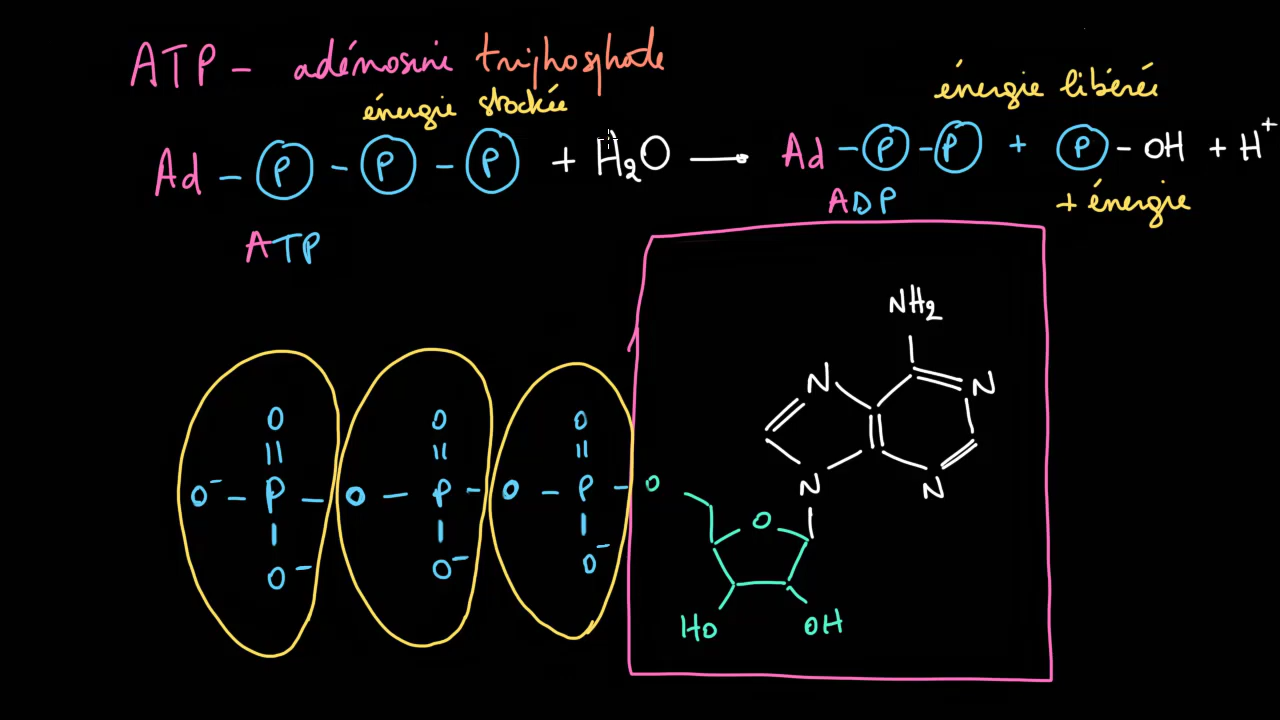 ATP - adénosine triphosphate
énergie stockée
énergie libérée
Ad - P - P - P + H2O → Ad - P - P + P - OH + H+
ATP
ADP
+ énergie
NH2
N
N
N
N
O
O
O
O⁻ - P - O - P - O - P - O
O⁻
O⁻
O⁻
O
HO
OH